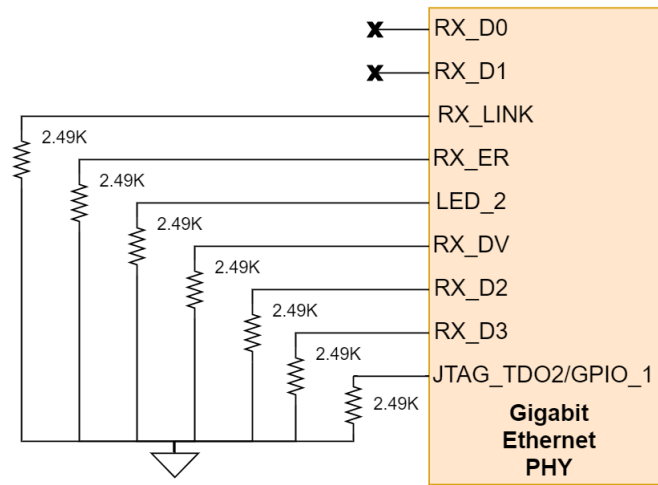 RX_D0
RX_D1
RX_LINK
2.49K
RX_ER
2.49K
LED_2
2.49K
RX_DV
2.49K
RX_D2
2.49K
RX_D3
2.49K
JTAG_TDO2/GPIO_1
2.49K
Gigabit
Ethernet
PHY